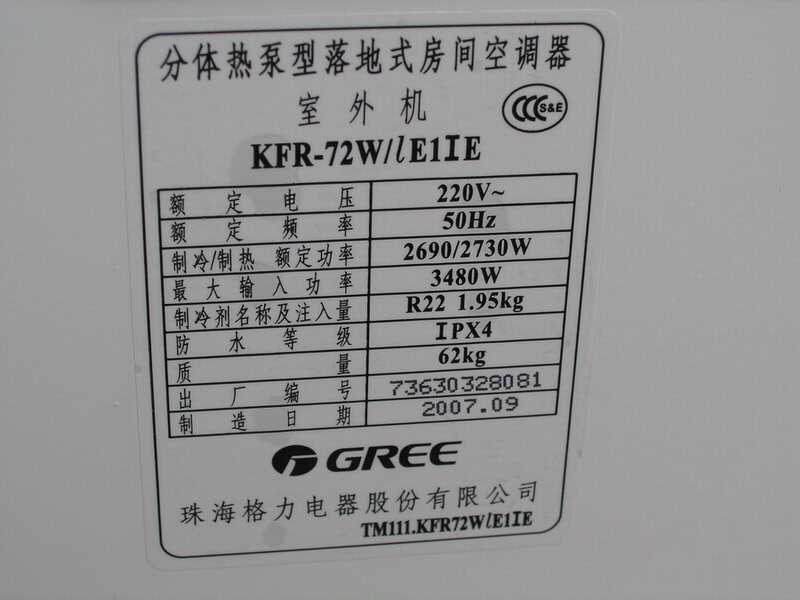 分体热泵型落地式房间空调器
室外机
CCC S&E
KFR-72W/lE1IE
额定电压 220V~
额定频率 50Hz
制冷/制热 额定功率 2690/2730W
最大输入功率 3480W
制冷剂名称及注入量 R22 1.95kg
防水等级 IPX4
质量 62kg
出厂编号 73630328081
制造日期 2007.09
GREE
珠海格力电器股份有限公司
TM111.KFR72WlE1IE